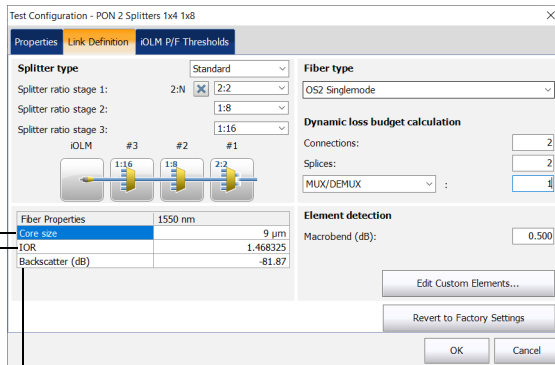 Test Configuration - PON 2 Splitters 1x4 1x8
Properties
Link Definition
iOLM P/F Thresholds
Splitter type
Standard
Splitter ratio stage 1:
2:N
2:2
Splitter ratio stage 2:
1:8
Splitter ratio stage 3:
1:16
iOLM
#3
#2
#1
1:16
1:8
2:2
Fiber Properties
1550 nm
Core size
9 µm
IOR
1.468325
Backscatter (dB)
-81.87
Fiber type
OS2 Singlemode
Dynamic loss budget calculation
Connections:
2
Splices:
2
MUX/DEMUX
:
1
Element detection
Macrobend (dB):
0.500
Edit Custom Elements...
Revert to Factory Settings
OK
Cancel